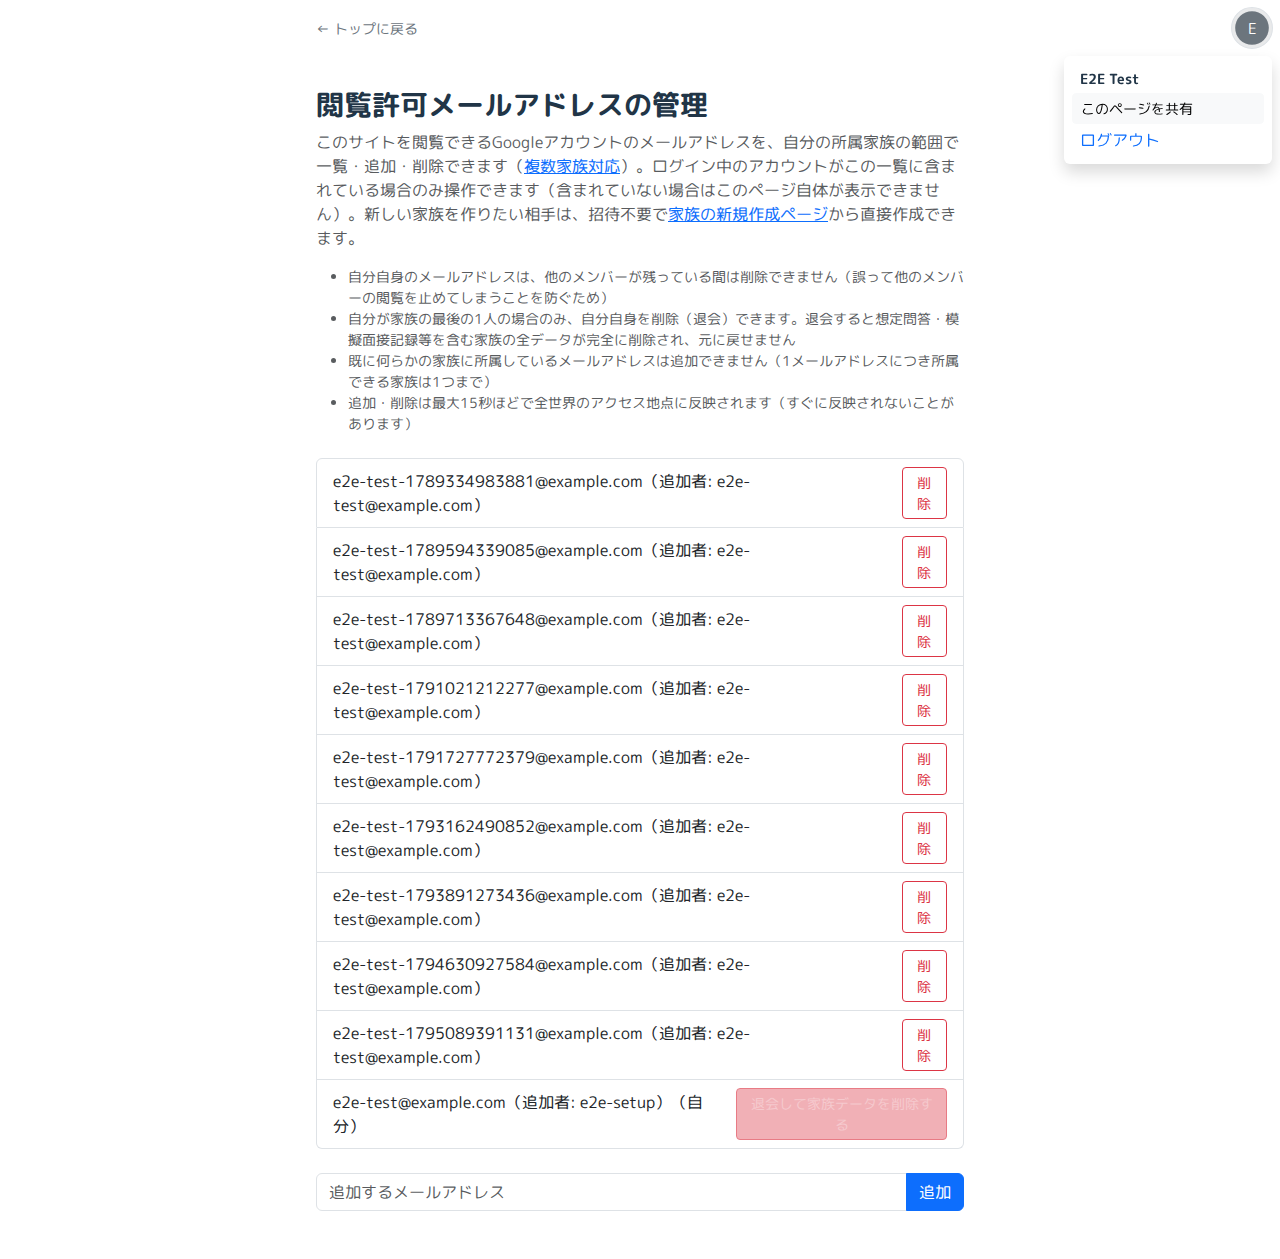 ← トップに戻る
E
E2E Test
このページを共有
ログアウト
閲覧許可メールアドレスの管理
このサイトを閲覧できるGoogleアカウントのメールアドレスを、自分の所属家族の範囲で
一覧・追加・削除できます（複数家族対応）。ログイン中のアカウントがこの一覧に含ま
れている場合のみ操作できます（含まれていない場合はこのページ自体が表示できませ
ん）。新しい家族を作りたい相手は、招待不要で家族の新規作成ページから直接作成でき
ます。
• 自分自身のメールアドレスは、他のメンバーが残っている間は削除できません（誤って他のメンバ
ーの閲覧を止めてしまうことを防ぐため）
• 自分が家族の最後の1人の場合のみ、自分自身を削除（退会）できます。退会すると想定問答・模
擬面接記録等を含む家族の全データが完全に削除され、元に戻せません
• 既に何らかの家族に所属しているメールアドレスは追加できません（1メールアドレスにつき所属
できる家族は1つまで）
• 追加・削除は最大15秒ほどで全世界のアクセス地点に反映されます（すぐに反映されないことが
あります）
e2e-test-1789334983881@example.com（追加者: e2e-
test@example.com）
削
除
e2e-test-1789594339085@example.com（追加者: e2e-
test@example.com）
削
除
e2e-test-1789713367648@example.com（追加者: e2e-
test@example.com）
削
除
e2e-test-1791021212277@example.com（追加者: e2e-
test@example.com）
削
除
e2e-test-1791727772379@example.com（追加者: e2e-
test@example.com）
削
除
e2e-test-1793162490852@example.com（追加者: e2e-
test@example.com）
削
除
e2e-test-1793891273436@example.com（追加者: e2e-
test@example.com）
削
除
e2e-test-1794630927584@example.com（追加者: e2e-
test@example.com）
削
除
e2e-test-1795089391131@example.com（追加者: e2e-
test@example.com）
削
除
e2e-test@example.com（追加者: e2e-setup）（自
分）
退会して家族データを削除す
る
追加するメールアドレス
追加